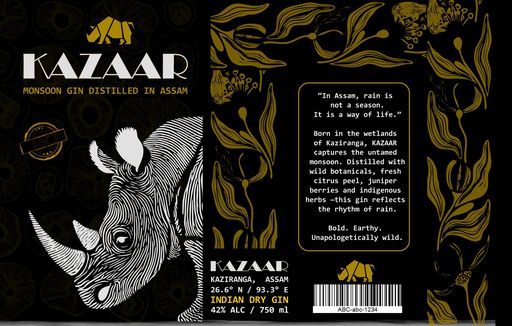 KAZAAR
MONSOON GIN DISTILLED IN ASSAM
“In Assam, rain is
not a season.
It is a way of life.”
Born in the wetlands
of Kaziranga, KAZAAR
captures the untamed
monsoon. Distilled with
wild botanicals, fresh
citrus peel, juniper
berries and indigenous
herbs —this gin reflects
the rhythm of rain.
Bold. Earthy.
Unapologetically wild.
KAZAAR
KAZIRANGA, ASSAM
26.6° N / 93.3° E
INDIAN DRY GIN
42% ALC / 750 ml
ABC-abc-1234